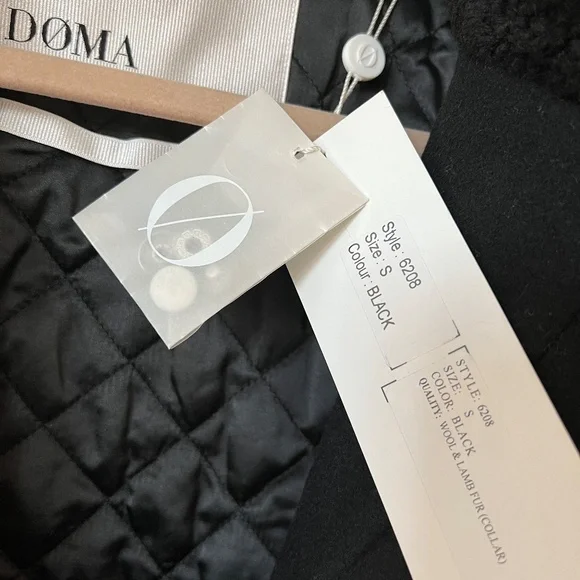 DØMA
Ø
Ø
Style : 6208
Size : S
Colour : BLACK
STYLE: 6208
SIZE: S
COLOR: BLACK
QUALITY: WOOL & LAMB FUR (COLLAR)